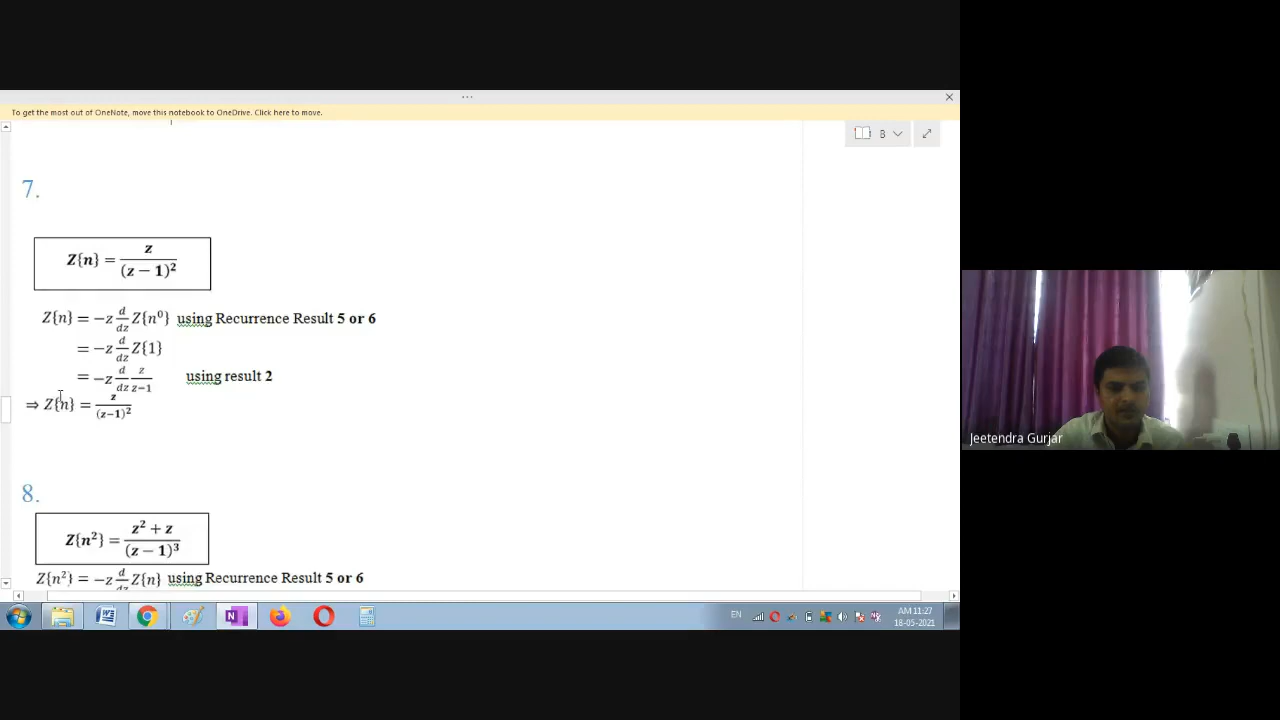 To get the most out of OneNote, move this notebook to OneDrive. Click here to move.
7.
Z{n} = z/(z − 1)²
Z{n} = −z d/dz Z{n⁰} using Recurrence Result 5 or 6
= −z d/dz Z{1}
= −z d/dz z/z−1 using result 2
⇒ Z{n} = z/(z−1)²
Jeetendra Gurjar
8.
Z{n²} = z² + z/(z − 1)³
Z{n²} = −z d/dz Z{n} using Recurrence Result 5 or 6
EN
AM 11:27
18-05-2021